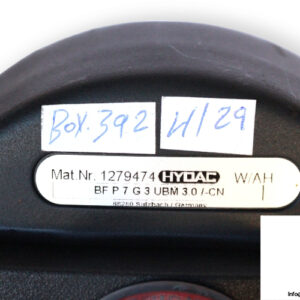 BOX.392
H/29
Mat.Nr. 1279474 HYDAC W/AH
BF P 7 G 3 UBM 3.0 /-CN
66280 Sulzbach / Germany